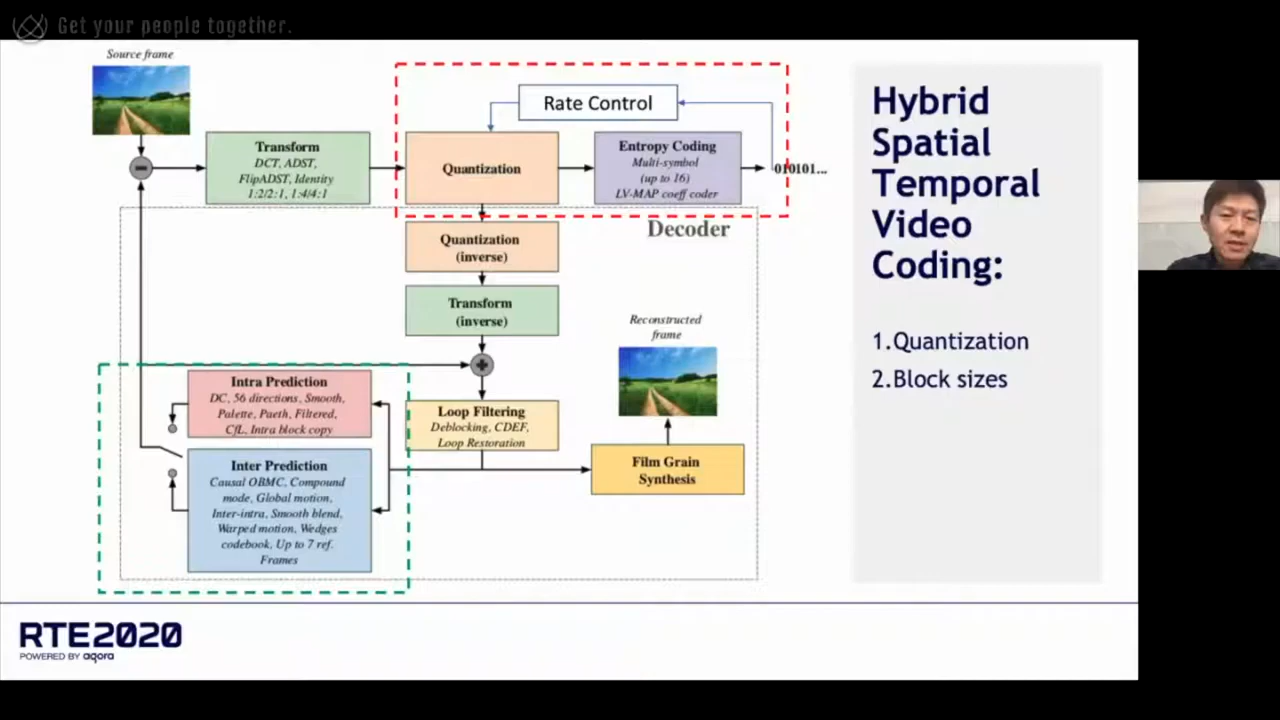 Get your people together.
Source frame
Rate Control
Transform
DCT, ADST,
FlipADST, Identity
1:2/2:1, 1:4/4:1
Quantization
Entropy Coding
Multi-symbol
(up to 16)
LV-MAP coeff coder
010101...
Decoder
Quantization
(inverse)
Transform
(inverse)
Reconstructed
frame
Intra Prediction
DC, 56 directions, Smooth,
Palette, Paeth, Filtered,
CfL, Intra block copy
Loop Filtering
Deblocking, CDEF,
Loop Restoration
Inter Prediction
Causal OBMC, Compound
mode, Global motion,
Inter-intra, Smooth blend,
Warped motion, Wedges
codebook, Up to 7 ref.
Frames
Film Grain
Synthesis
Hybrid
Spatial
Temporal
Video
Coding:
1.Quantization
2.Block sizes
RTE2020
POWERED BY agora